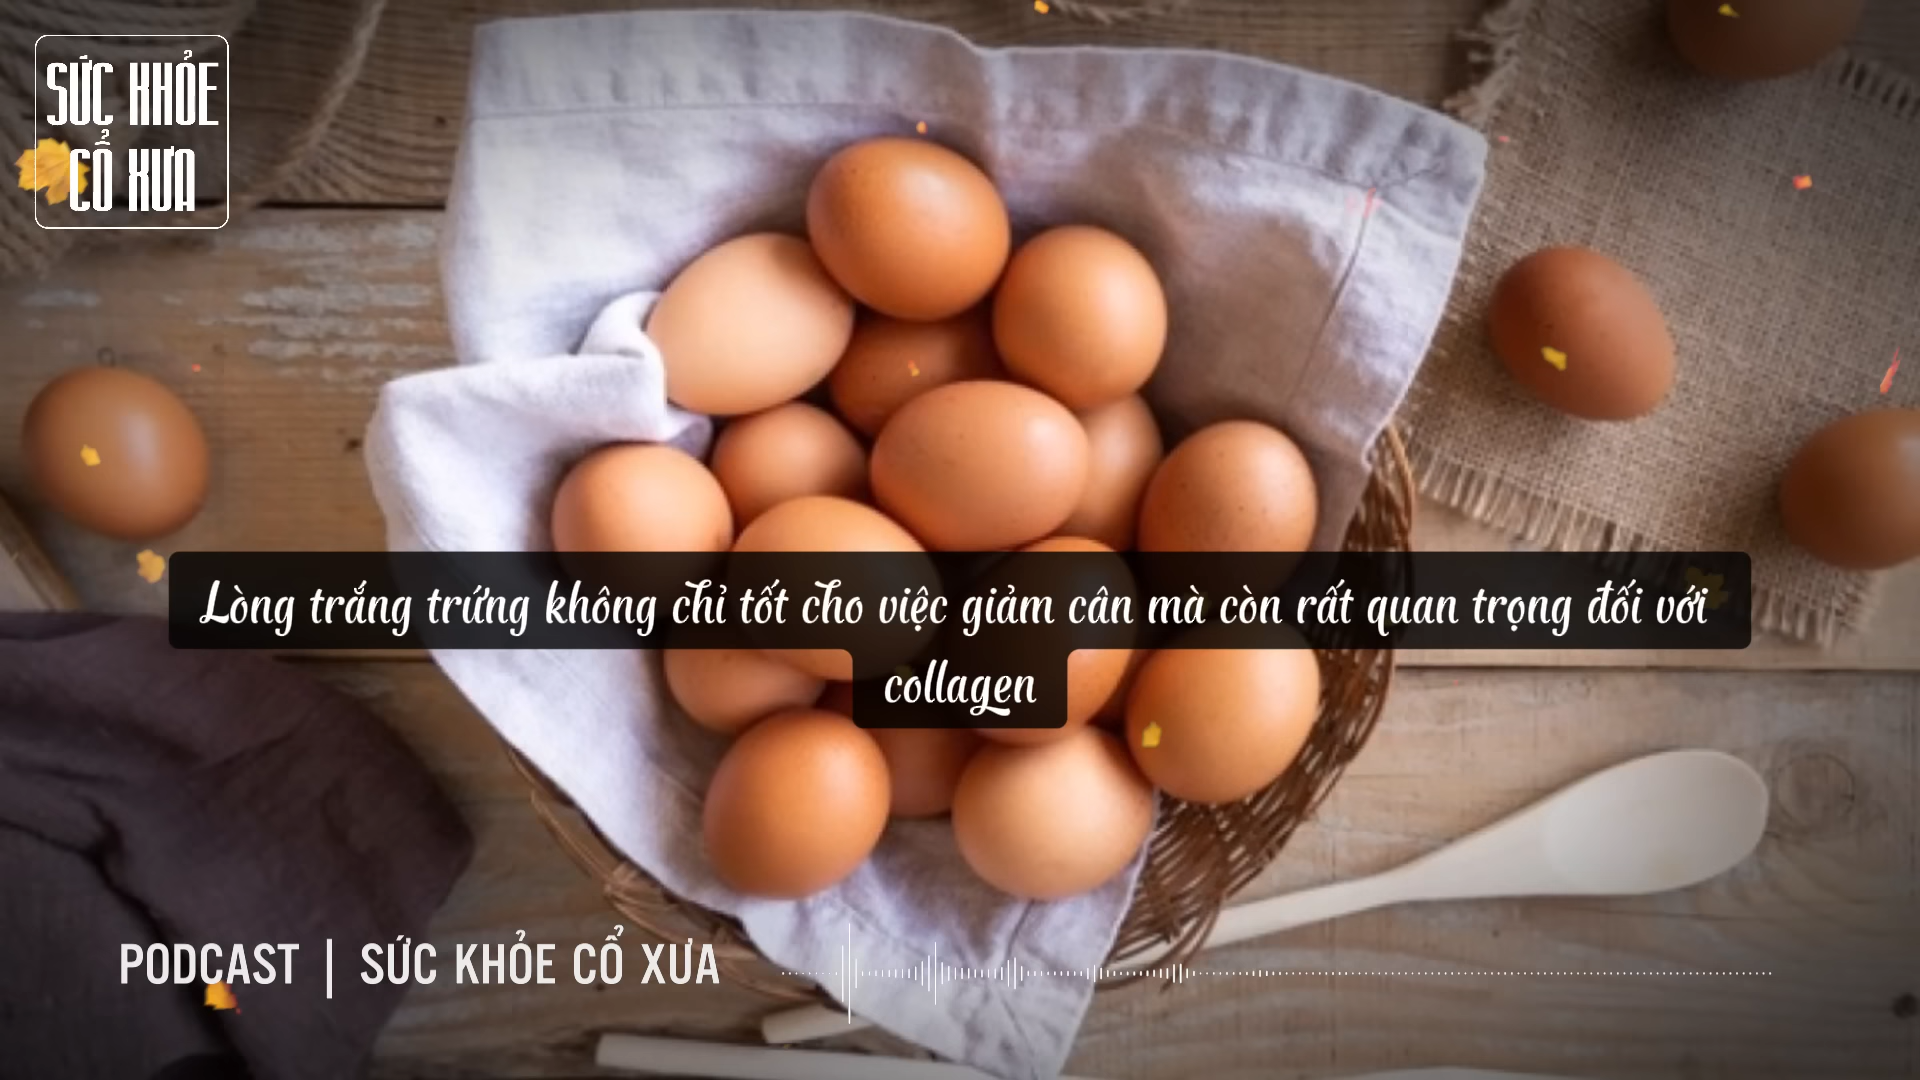 SỨC KHỎE
CỔ XƯA
Lòng trắng trứng không chỉ tốt cho việc giảm cân mà còn rất quan trọng đối với
collagen
PODCAST | SỨC KHỎE CỔ XƯA